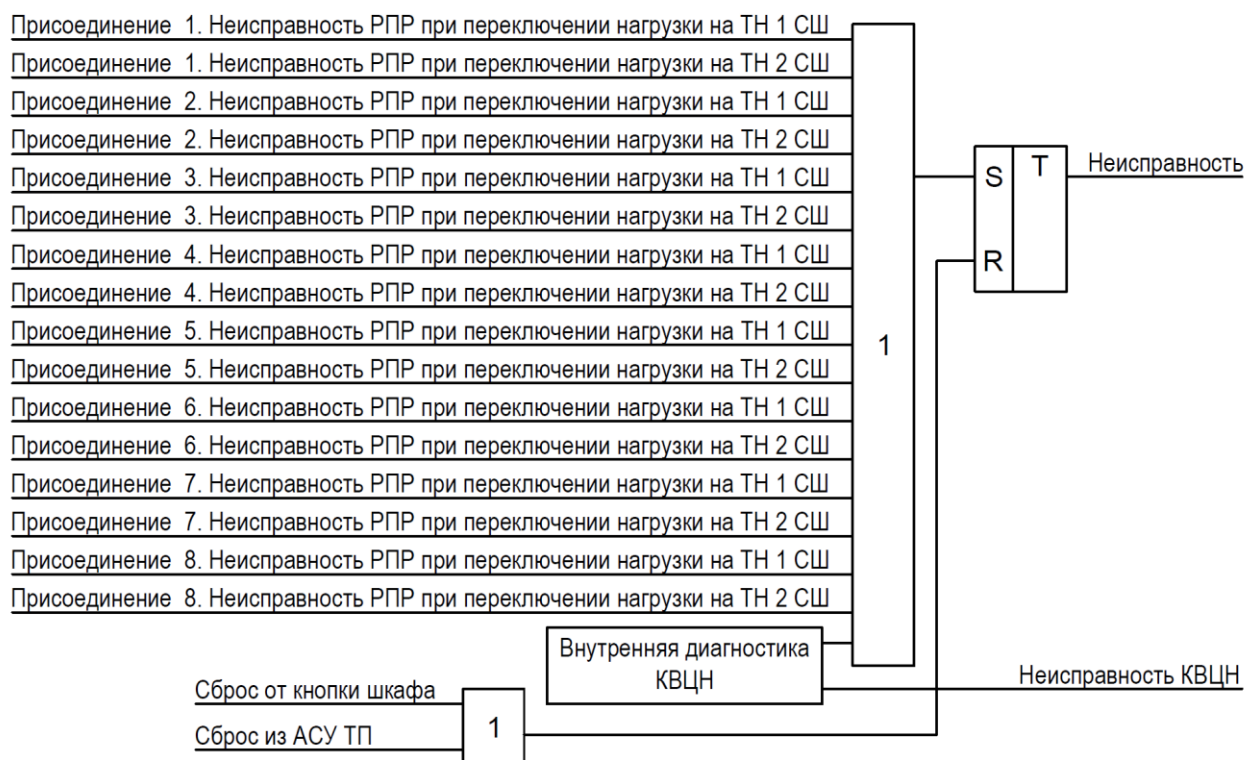 Присоединение 1. Неисправность РПР при переключении нагрузки на ТН 1 СШ
Присоединение 1. Неисправность РПР при переключении нагрузки на ТН 2 СШ
Присоединение 2. Неисправность РПР при переключении нагрузки на ТН 1 СШ
Присоединение 2. Неисправность РПР при переключении нагрузки на ТН 2 СШ
Присоединение 3. Неисправность РПР при переключении нагрузки на ТН 1 СШ
Присоединение 3. Неисправность РПР при переключении нагрузки на ТН 2 СШ
Присоединение 4. Неисправность РПР при переключении нагрузки на ТН 1 СШ
Присоединение 4. Неисправность РПР при переключении нагрузки на ТН 2 СШ
Присоединение 5. Неисправность РПР при переключении нагрузки на ТН 1 СШ
Присоединение 5. Неисправность РПР при переключении нагрузки на ТН 2 СШ
Присоединение 6. Неисправность РПР при переключении нагрузки на ТН 1 СШ
Присоединение 6. Неисправность РПР при переключении нагрузки на ТН 2 СШ
Присоединение 7. Неисправность РПР при переключении нагрузки на ТН 1 СШ
Присоединение 7. Неисправность РПР при переключении нагрузки на ТН 2 СШ
Присоединение 8. Неисправность РПР при переключении нагрузки на ТН 1 СШ
Присоединение 8. Неисправность РПР при переключении нагрузки на ТН 2 СШ
1
S
T
R
Неисправность
Внутренняя диагностика
КВЦН
Неисправность КВЦН
Сброс от кнопки шкафа
Сброс из АСУ ТП
1